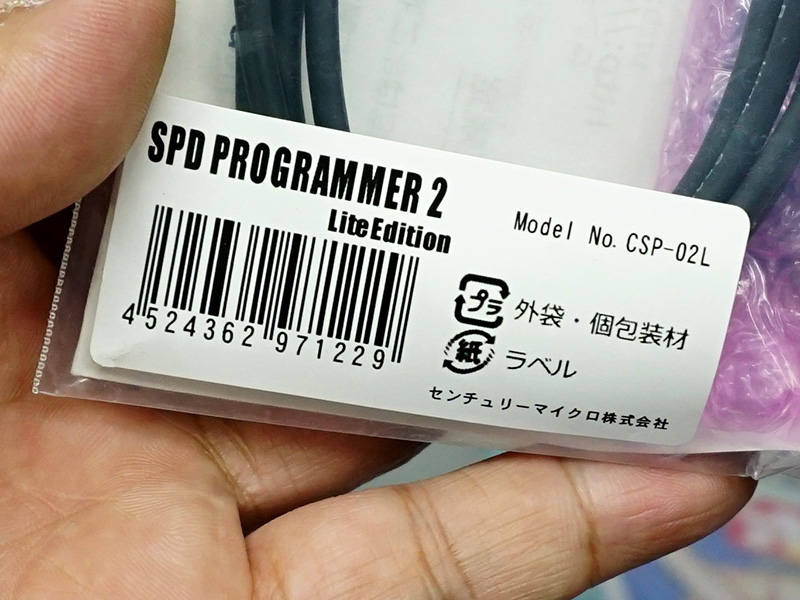 SPD PROGRAMMER 2
Lite Edition
Model No. CSP-02L
4 524362 971229
プラ 外袋・個包装材
紙 ラベル
センチュリーマイクロ株式会社